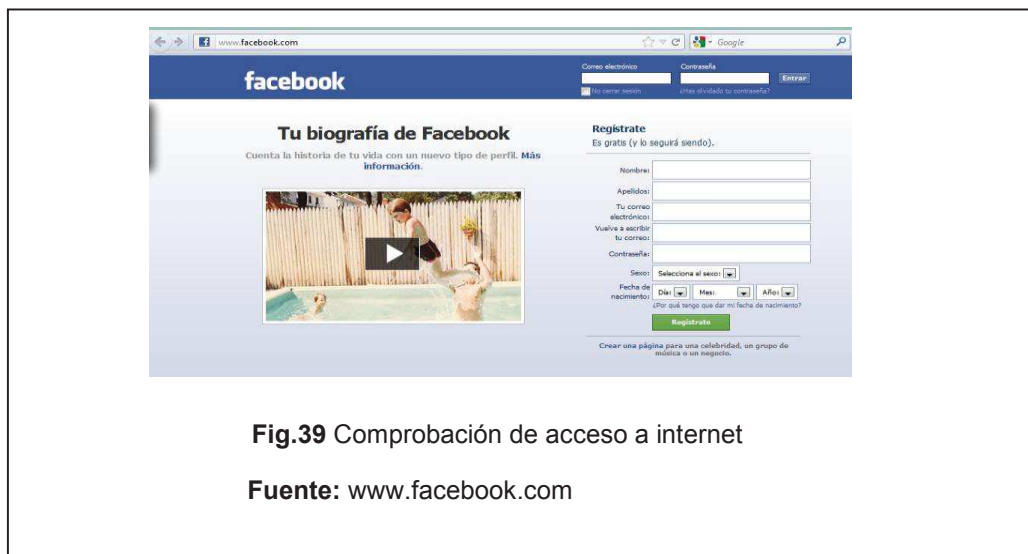 www.facebook.com
Google
facebook
Correo electrónico
Contraseña
Entrar
No cerrar sesión
¿Has olvidado tu contraseña?
Tu biografía de Facebook
Cuenta la historia de tu vida con un nuevo tipo de perfil. Más
información.
Regístrate
Es gratis (y lo seguirá siendo).
Nombre:
Apellidos:
Tu correo
electrónico:
Vuelve a escribir
tu correo:
Contraseña:
Sexo: Selecciona el sexo:
Fecha de
nacimiento:
Día: Mes: Año:
¿Por qué tengo que dar mi fecha de nacimiento?
Regístrate
Crear una página para una celebridad, un grupo de
música o un negocio.
Fig.39 Comprobación de acceso a internet
Fuente: www.facebook.com